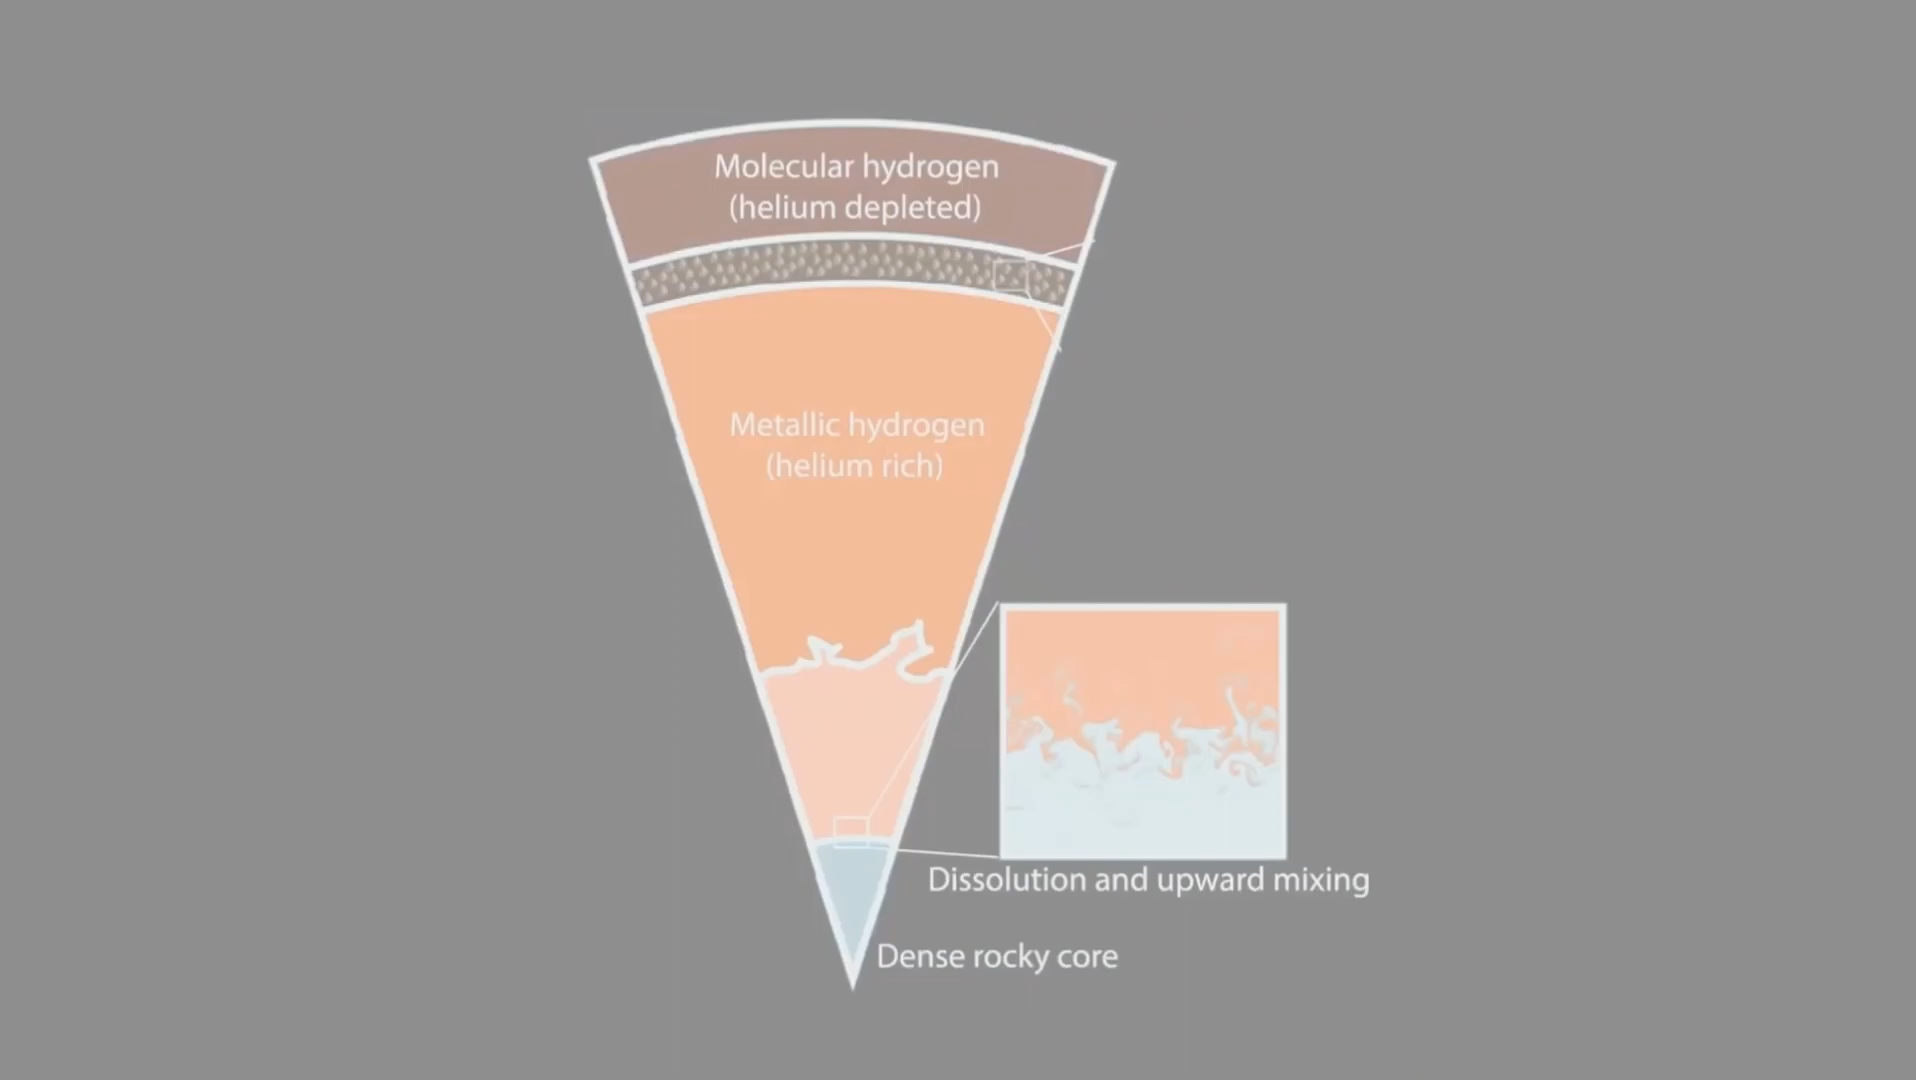 Molecular hydrogen
(helium depleted)
Metallic hydrogen
(helium rich)
Dissolution and upward mixing
Dense rocky core